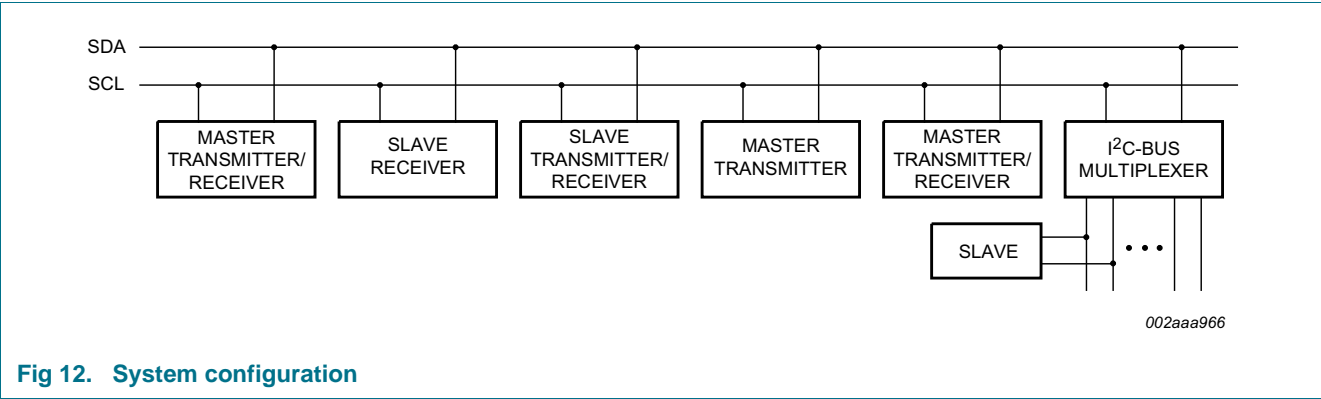 SDA
SCL
MASTER
TRANSMITTER/
RECEIVER
SLAVE
RECEIVER
SLAVE
TRANSMITTER/
RECEIVER
MASTER
TRANSMITTER
MASTER
TRANSMITTER/
RECEIVER
I²C-BUS
MULTIPLEXER
SLAVE
002aaa966
Fig 12. System configuration